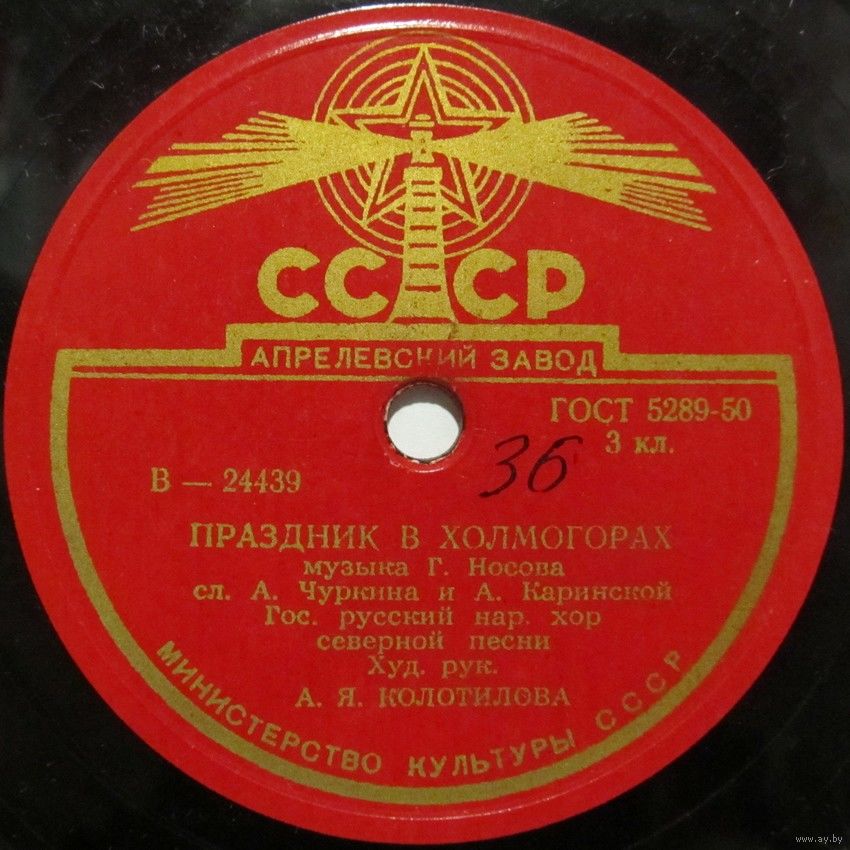 СССР
АПРЕЛЕВСКИЙ ЗАВОД
ГОСТ 5289-50
3 кл.
36
В — 24439
ПРАЗДНИК В ХОЛМОГОРАХ
музыка Г. Носова
сл. А. Чуркина и А. Каринской
Гос. русский нар. хор
северной песни
Худ. рук.
А. Я. КОЛОТИЛОВА
МИНИСТЕРСТВО КУЛЬТУРЫ СССР
www.ay.by